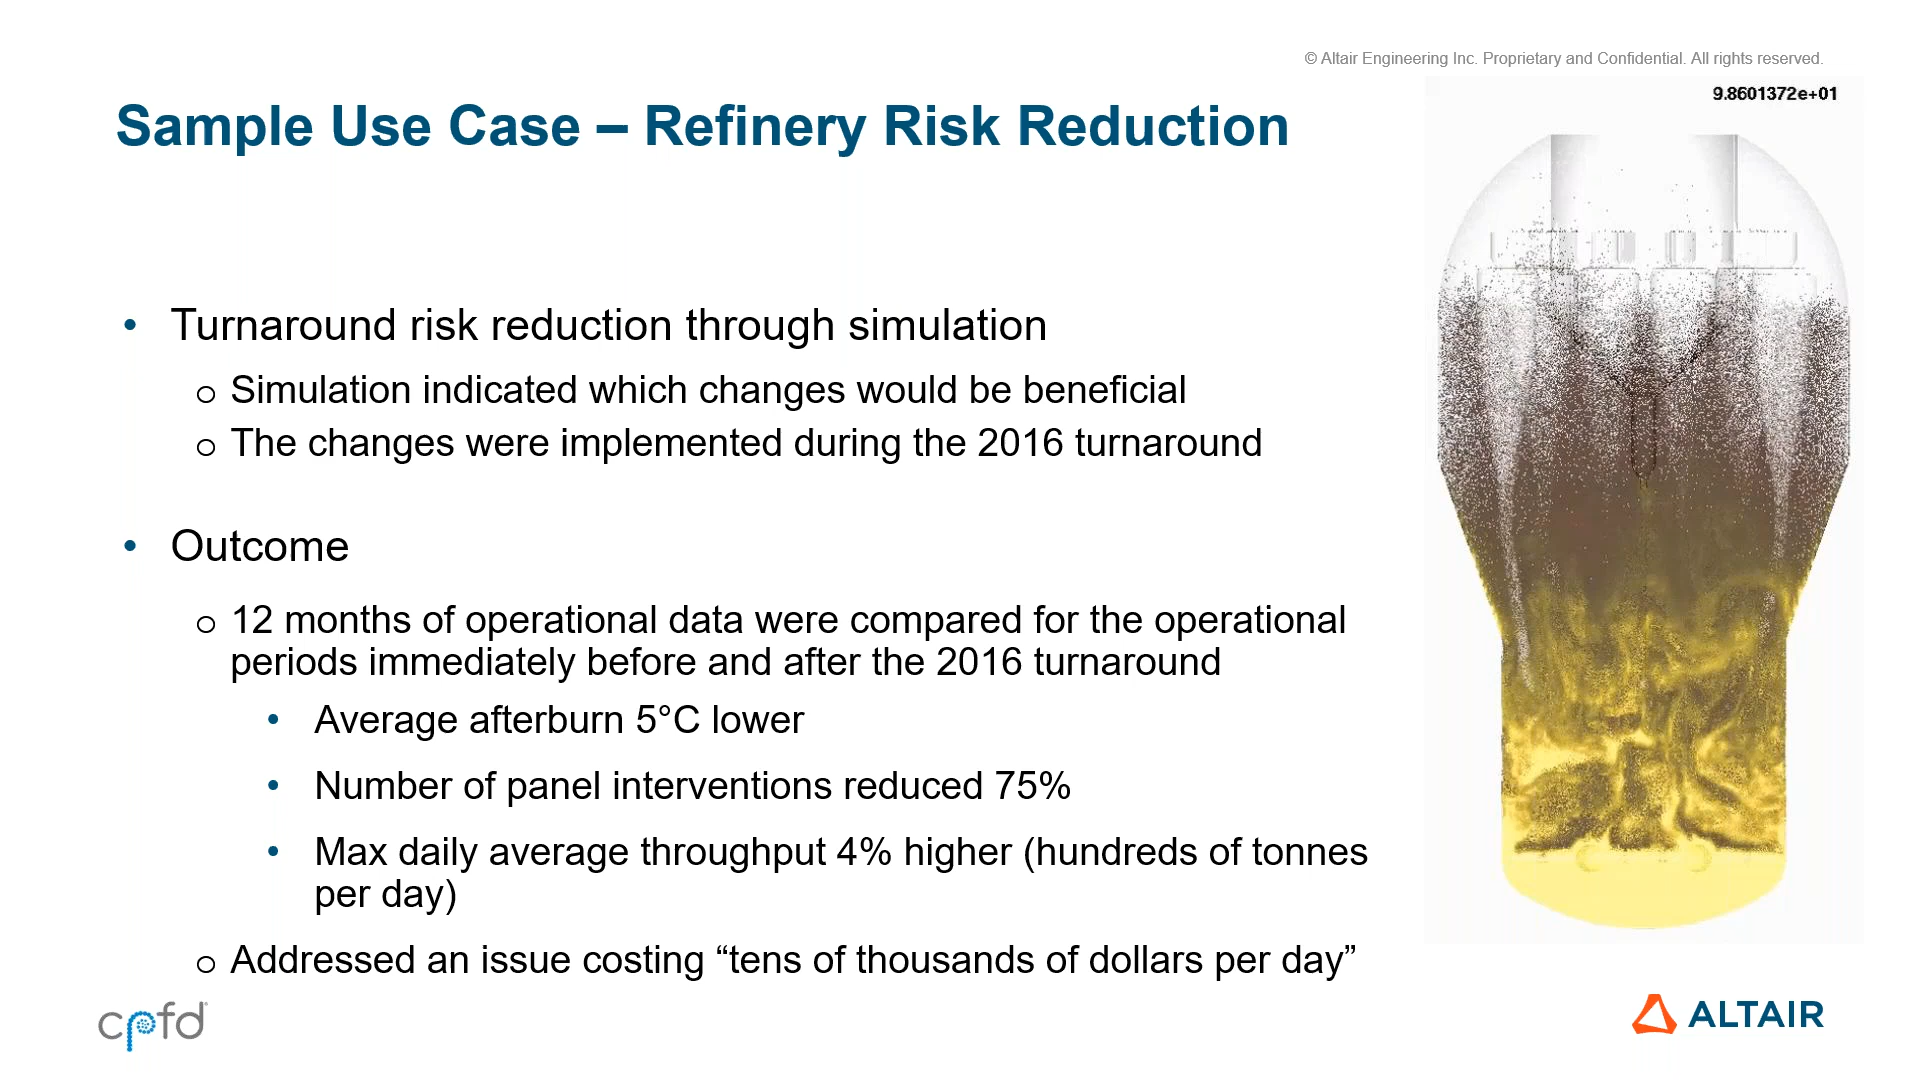 © Altair Engineering Inc. Proprietary and Confidential. All rights reserved.
9.8601372e+01
Sample Use Case – Refinery Risk Reduction
• Turnaround risk reduction through simulation
o Simulation indicated which changes would be beneficial
o The changes were implemented during the 2016 turnaround
• Outcome
o 12 months of operational data were compared for the operational
periods immediately before and after the 2016 turnaround
• Average afterburn 5°C lower
• Number of panel interventions reduced 75%
• Max daily average throughput 4% higher (hundreds of tonnes
per day)
o Addressed an issue costing “tens of thousands of dollars per day”
cpfd
ALTAIR